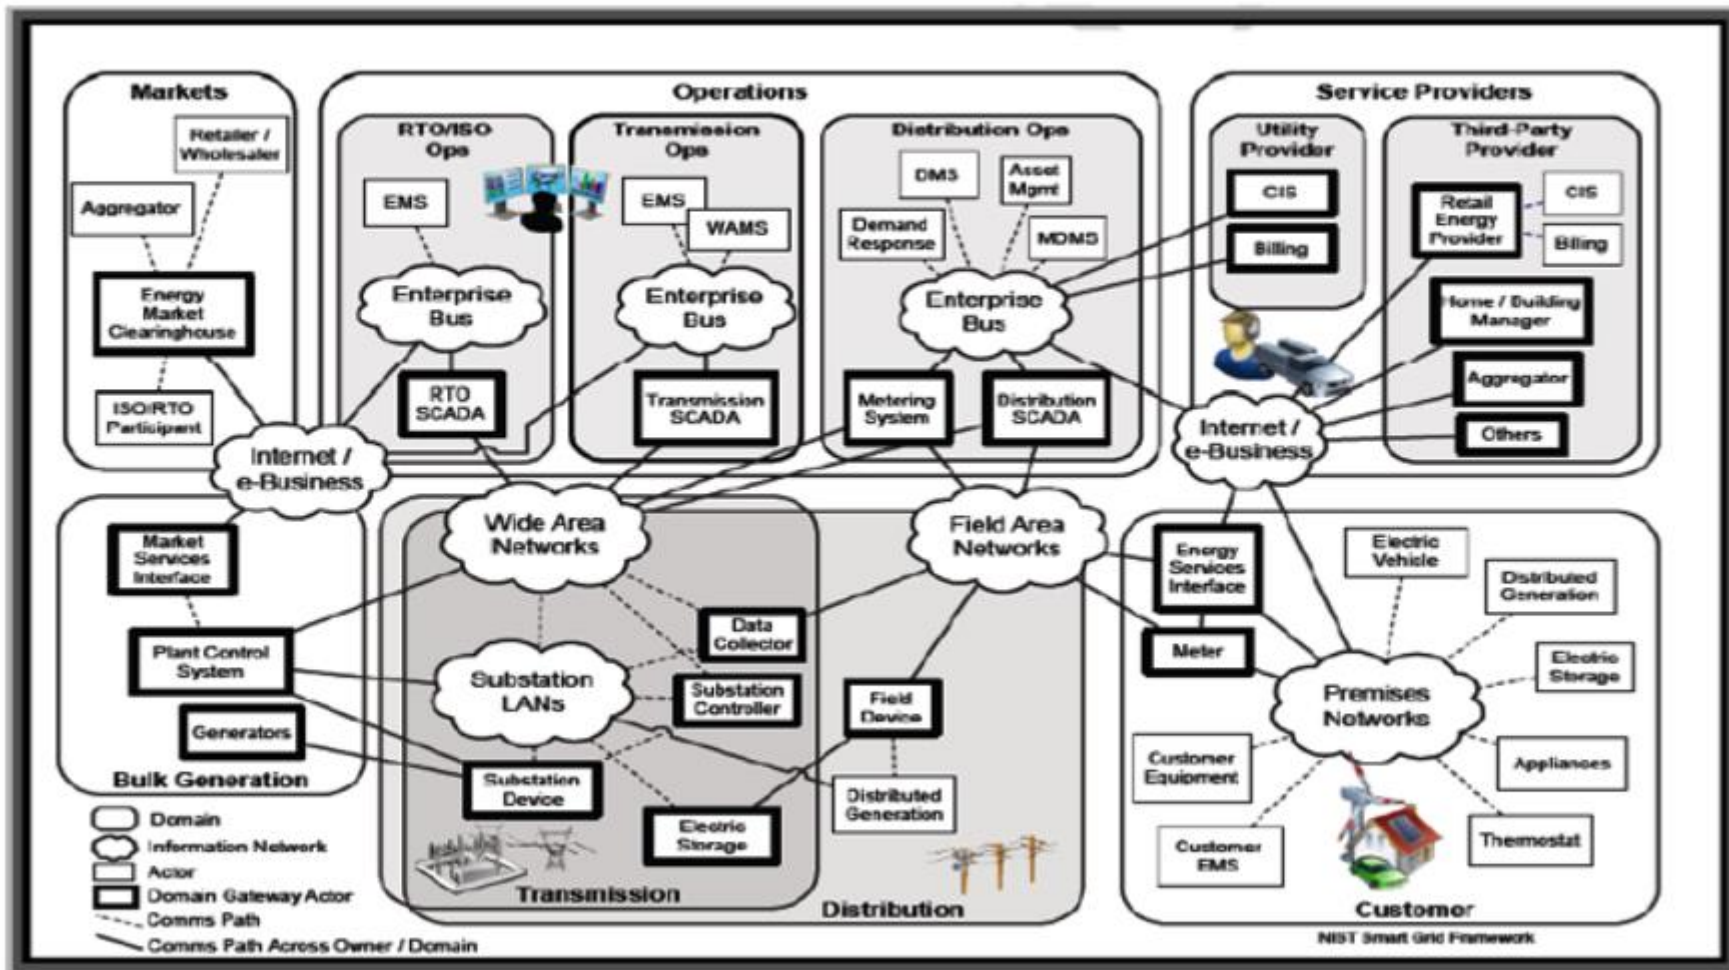 Markets
Retailer /
Wholesaler
Aggregator
Energy
Market
Clearinghouse
ISO/RTO
Participant
Internet /
e-Business
Operations
RTO/ISO
Ops
EMS
Enterprise
Bus
RTO
SCADA
Transmission
Ops
EMS
WAMS
Enterprise
Bus
Transmission
SCADA
Distribution Ops
DMS
Asset
Mgmt
Demand
Response
MDMS
Enterprise
Bus
Metering
System
Distribution
SCADA
Service Providers
Utility
Provider
CIS
Billing
Third-Party
Provider
Retail
Energy
Provider
CIS
Billing
Home / Building
Manager
Aggregator
Others
Internet /
e-Business
Market
Services
Interface
Plant Control
System
Generators
Bulk Generation
Wide Area
Networks
Field Area
Networks
Data
Collector
Substation
LANs
Substation
Controller
Field
Device
Substation
Device
Electric
Storage
Distributed
Generation
Transmission
Distribution
Energy
Services
Interface
Meter
Electric
Vehicle
Distributed
Generation
Electric
Storage
Premises
Networks
Customer
Equipment
Appliances
Customer
EMS
Thermostat
Customer
NIST Smart Grid Framework
Domain
Information Network
Actor
Domain Gateway Actor
Comms Path
Comms Path Across Owner / Domain